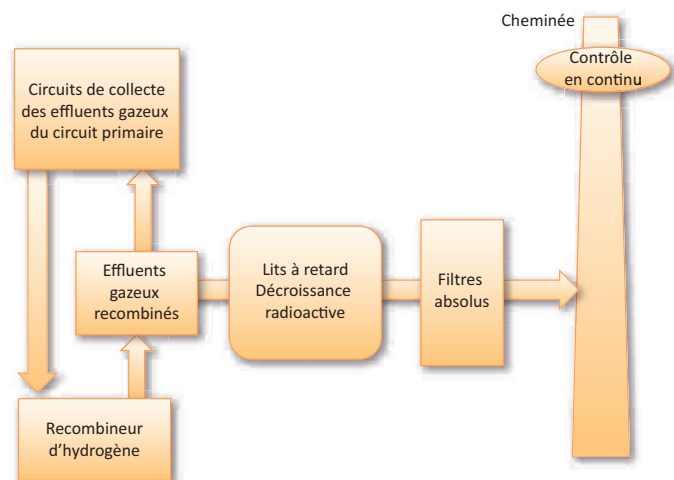 Cheminée
Contrôle
en continu
Circuits de collecte
des effluents gazeux
du circuit primaire
Effluents
gazeux
recombinés
Lits à retard
Décroissance
radioactive
Filtres
absolus
Recombineur
d’hydrogène